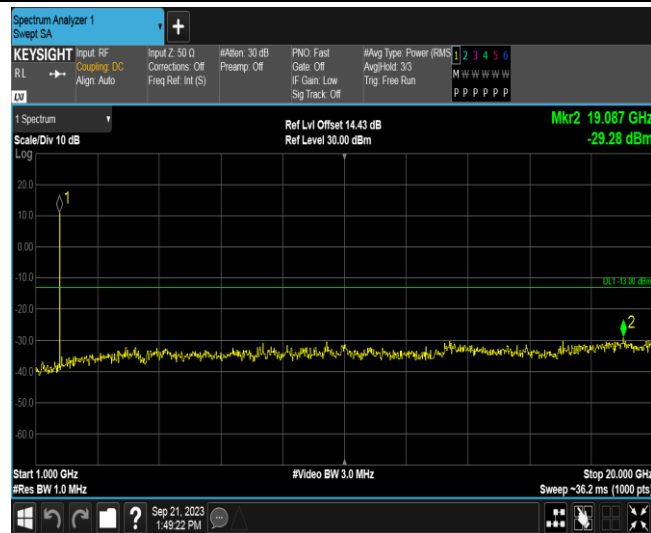 Spectrum Analyzer 1
Swept SA
+
KEYSIGHT
RL
LXI
Input: RF
Coupling: DC
Align: Auto
Input Z: 50 Ω
Corrections: Off
Freq Ref: Int (S)
#Atten: 30 dB
Preamp: Off
PNO: Fast
Gate: Off
IF Gain: Low
Sig Track: Off
#Avg Type: Power (RMS
Avg|Hold: 3/3
Trig: Free Run
1 2 3 4 5 6
M W W W W W
P P P P P P
1 Spectrum
Scale/Div 10 dB
Ref Lvl Offset 14.43 dB
Ref Level 30.00 dBm
Mkr2 19.087 GHz
-29.28 dBm
Log
20.0
10.0
0.00
-10.0
-20.0
-30.0
-40.0
-50.0
-60.0
1
DL1 -13.00 dBm
2
Start 1.000 GHz
#Res BW 1.0 MHz
#Video BW 3.0 MHz
Stop 20.000 GHz
Sweep ~36.2 ms (1000 pts)
?
Sep 21, 2023
1:49:22 PM